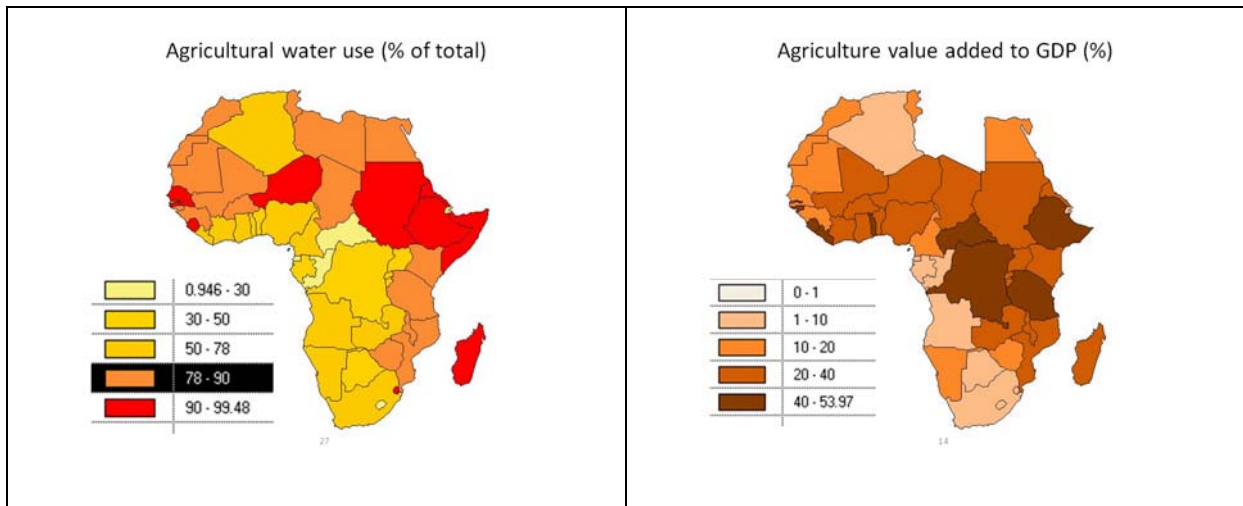 Agricultural water use (% of total)
0.946 - 30
30 - 50
50 - 78
78 - 90
90 - 99.48
27
Agriculture value added to GDP (%)
0 - 1
1 - 10
10 - 20
20 - 40
40 - 53.97
14